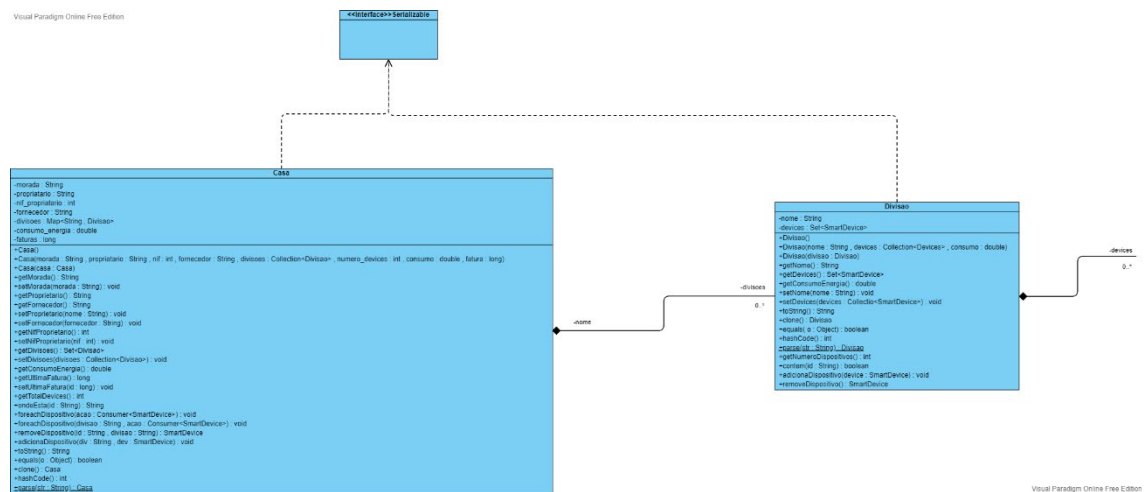 Visual Paradigm Online Free Edition
<<Interface>>Serializable
Casa
-morada : String
-propriatario : String
-nif_propriatario : int
-fornecedor : String
-divisoes : Map<String , Divisao>
-consumo_energia : double
-faturas : long
+Casa()
+Casa(morada : String , proprietario : String , nif : int , fornecedor : String , divisoes : Collection<Divisao> , numero_devices : int , consumo : double , fatura : long)
+Casa(casa : Casa)
+getMorada() : String
+setMorada(morada : String) : void
+getProprietario() : String
+getFornecedor() : String
+setProprietario(nome : String) : void
+setFornecedor(fornecedor : String) : void
+getNifProprietario() : int
+setNifProprietario(nif : int) : void
+getDivisoes() : Set<Divisao>
+setDivisoes(divisoes : Collection<Divisao>) : void
+getConsumoEnergia() : double
+getUltimaFatura() : long
+setUltimaFatura(id : long) : void
+getTotalDevices() : int
+ondeEsta(id : String) : String
+foreachDispositivo(acao : Consumer<SmartDevice>) : void
+foreachDispositivo(divisao : String , acao : Consumer<SmartDevice>) : void
+removeDispositivo(id : String , divisao : String) : SmartDevice
+adicionaDispositivo(div : String , dev : SmartDevice) : void
+toString() : String
+equals(o : Object) : boolean
+clone() : Casa
+hashCode() : int
+parse(str : String) : Casa
-nome
-divisoes
0..*
Divisao
-nome : String
-devices : Set<SmartDevice>
+Divisao()
+Divisao(nome : String , devices : Collection<Devices> , consumo : double)
+Divisao(divisao : Divisao)
+getNome() : String
+getDevices() : Set<SmartDevice>
+getConsumoEnergia() : double
+setNome(nome : String) : void
+setDevices(devices : Collectio<SmartDevice>) : void
+toString() : String
+clone() : Divisao
+equals( o : Object) : boolean
+hashCode() : int
+parse(str : String) : Divisao
+getNumeroDispositivos() : int
+contem(id : String) : boolean
+adicionaDispositivo(device : SmartDevice) : void
+removeDispositivo() : SmartDevice
-devices
0..*
Visual Paradigm Online Free Edition